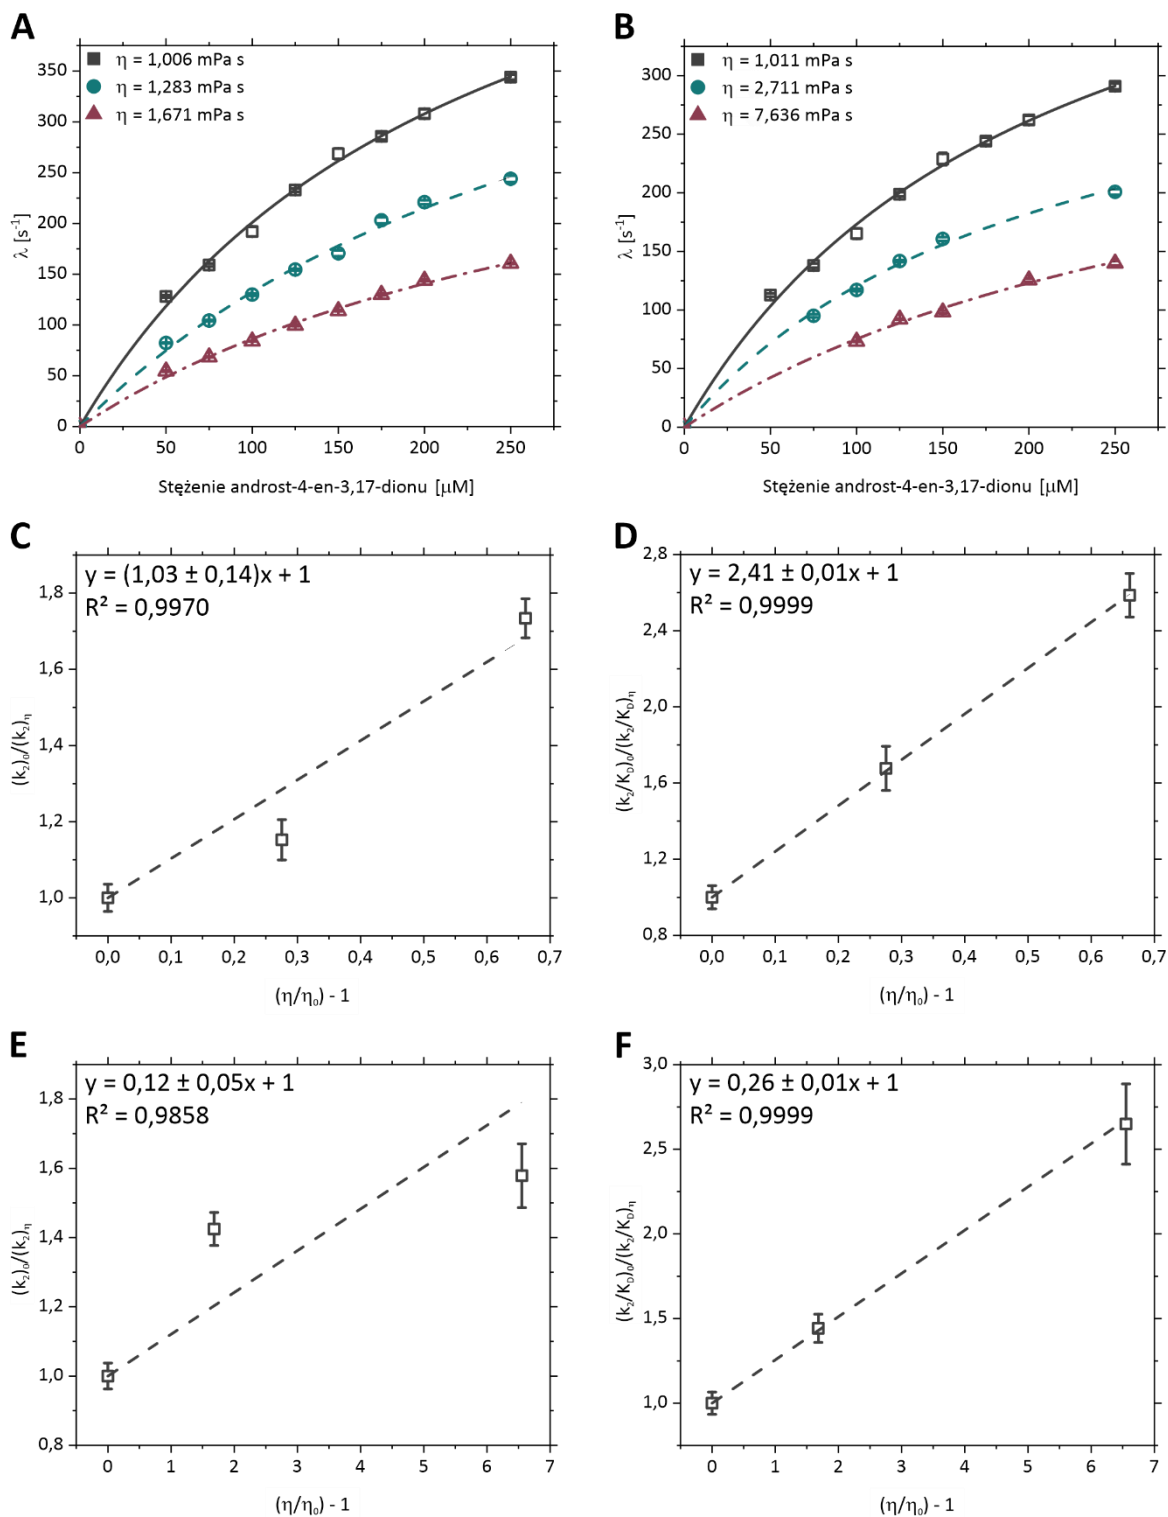 A
η = 1,006 mPa s
η = 1,283 mPa s
η = 1,671 mPa s
350
300
250
200
150
100
50
0
λ [s⁻¹]
0 50 100 150 200 250
Stężenie androst-4-en-3,17-dionu [μM]
B
η = 1,011 mPa s
η = 2,711 mPa s
η = 7,636 mPa s
300
250
200
150
100
50
0
λ [s⁻¹]
0 50 100 150 200 250
Stężenie androst-4-en-3,17-dionu [μM]
C
y = (1,03 ± 0,14)x + 1
R² = 0,9970
1,8
1,6
1,4
1,2
1,0
(k₂)₀/(k₂)η
0,0 0,1 0,2 0,3 0,4 0,5 0,6 0,7
(η/η₀) - 1
D
y = 2,41 ± 0,01x + 1
R² = 0,9999
2,8
2,4
2,0
1,6
1,2
0,8
(k₂/K_D)₀/(k₂/K_D)η
0,0 0,1 0,2 0,3 0,4 0,5 0,6 0,7
(η/η₀) - 1
E
y = 0,12 ± 0,05x + 1
R² = 0,9858
1,8
1,6
1,4
1,2
1,0
0,8
(k₂)₀/(k₂)η
0 1 2 3 4 5 6 7
(η/η₀) - 1
F
y = 0,26 ± 0,01x + 1
R² = 0,9999
3,0
2,5
2,0
1,5
1,0
(k₂/K_D)₀/(k₂/K_D)η
0 1 2 3 4 5 6 7
(η/η₀) - 1